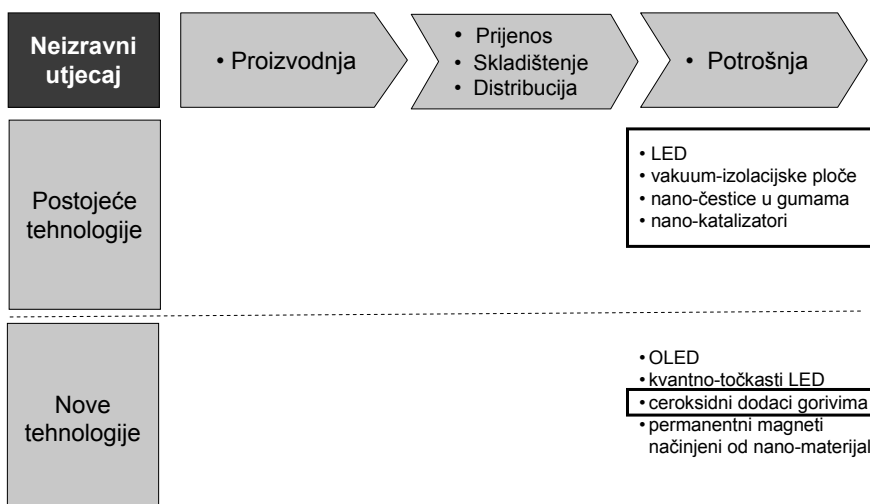 Neizravni
utjecaj
• Proizvodnja
• Prijenos
• Skladištenje
• Distribucija
• Potrošnja
Postojeće
tehnologije
• LED
• vakuum-izolacijske ploče
• nano-čestice u gumama
• nano-katalizatori
Nove
tehnologije
• OLED
• kvantno-točkasti LED
• ceroksidni dodaci gorivima
• permanentni magneti
načinjeni od nano-materijal